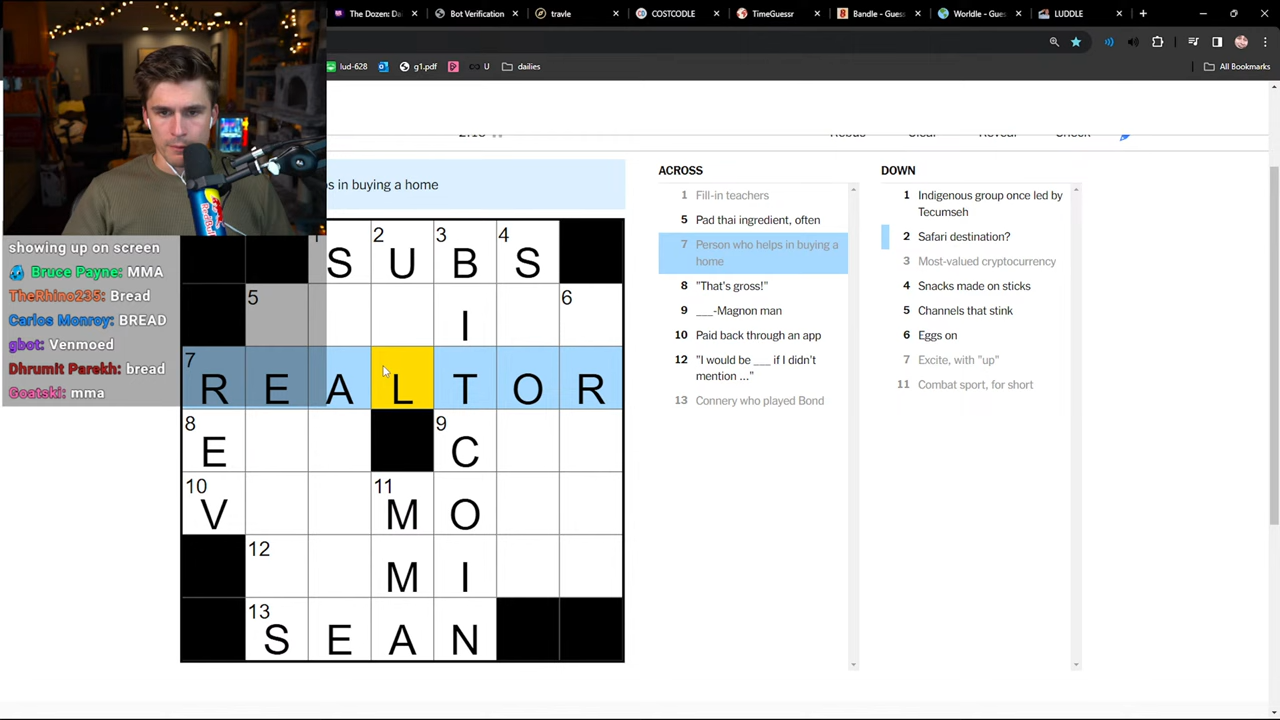 The Dozen: Da
Bot Verification
travle
COSTCODLE
TimeGuessr
Bandle - Guess
Worldle - Gues
LUDDLE
lud-628
g1.pdf
U
dailies
All Bookmarks
Rebus Clear Reveal Check
s in buying a home
showing up on screen
Bruce Payne: MMA
TheRhino235: Bread
Carlos Monroy: BREAD
gbot: Venmoed
Dhrumit Parekh: bread
Goatski: mma
Red Bull
2 3 4
S U B S
5 6
I
7
R E A L T O R
8 9
E C
10 11
V M O
12
M I
13
S E A N
ACROSS
1 Fill-in teachers
5 Pad thai ingredient, often
7 Person who helps in buying a
home
8 "That's gross!"
9 ___-Magnon man
10 Paid back through an app
12 "I would be ___ if I didn't
mention ..."
13 Connery who played Bond
DOWN
1 Indigenous group once led by
Tecumseh
2 Safari destination?
3 Most-valued cryptocurrency
4 Snacks made on sticks
5 Channels that stink
6 Eggs on
7 Excite, with "up"
11 Combat sport, for short